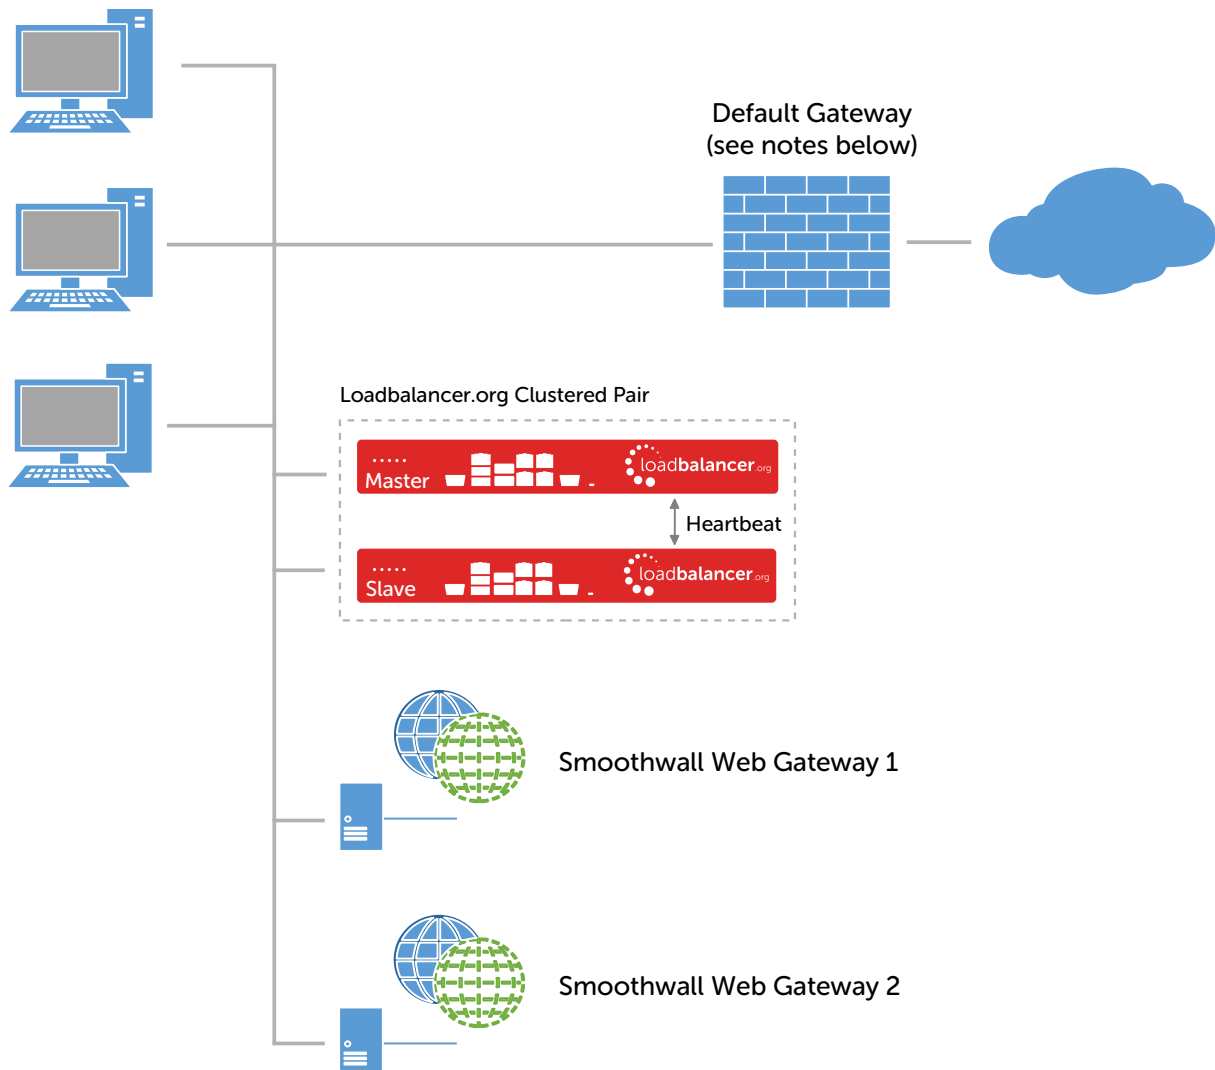 Default Gateway
(see notes below)
Loadbalancer.org Clustered Pair
Master
loadbalancer.org
Heartbeat
Slave
loadbalancer.org
Smoothwall Web Gateway 1
Smoothwall Web Gateway 2